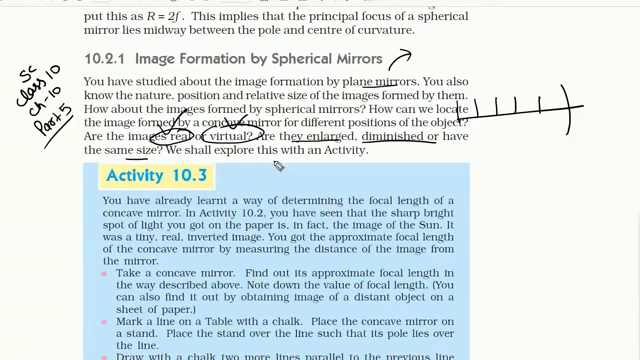 put this as R = 2f. This implies that the principal focus of a spherical
mirror lies midway between the pole and centre of curvature.
10.2.1 Image Formation by Spherical Mirrors
Sc
Class 10
Ch-10
Part 5
You have studied about the image formation by plane mirrors. You also
know the nature, position and relative size of the images formed by them.
How about the images formed by spherical mirrors? How can we locate
the image formed by a concave mirror for different positions of the object?
Are the images real or virtual? Are they enlarged, diminished or have
the same size? We shall explore this with an Activity.
Activity 10.3
You have already learnt a way of determining the focal length of a
concave mirror. In Activity 10.2, you have seen that the sharp bright
spot of light you got on the paper is, in fact, the image of the Sun. It
was a tiny, real, inverted image. You got the approximate focal length
of the concave mirror by measuring the distance of the image from
the mirror.
Take a concave mirror. Find out its approximate focal length in
the way described above. Note down the value of focal length. (You
can also find it out by obtaining image of a distant object on a
sheet of paper.)
Mark a line on a Table with a chalk. Place the concave mirror on
a stand. Place the stand over the line such that its pole lies over
the line.
Draw with a chalk two more lines parallel to the previous line